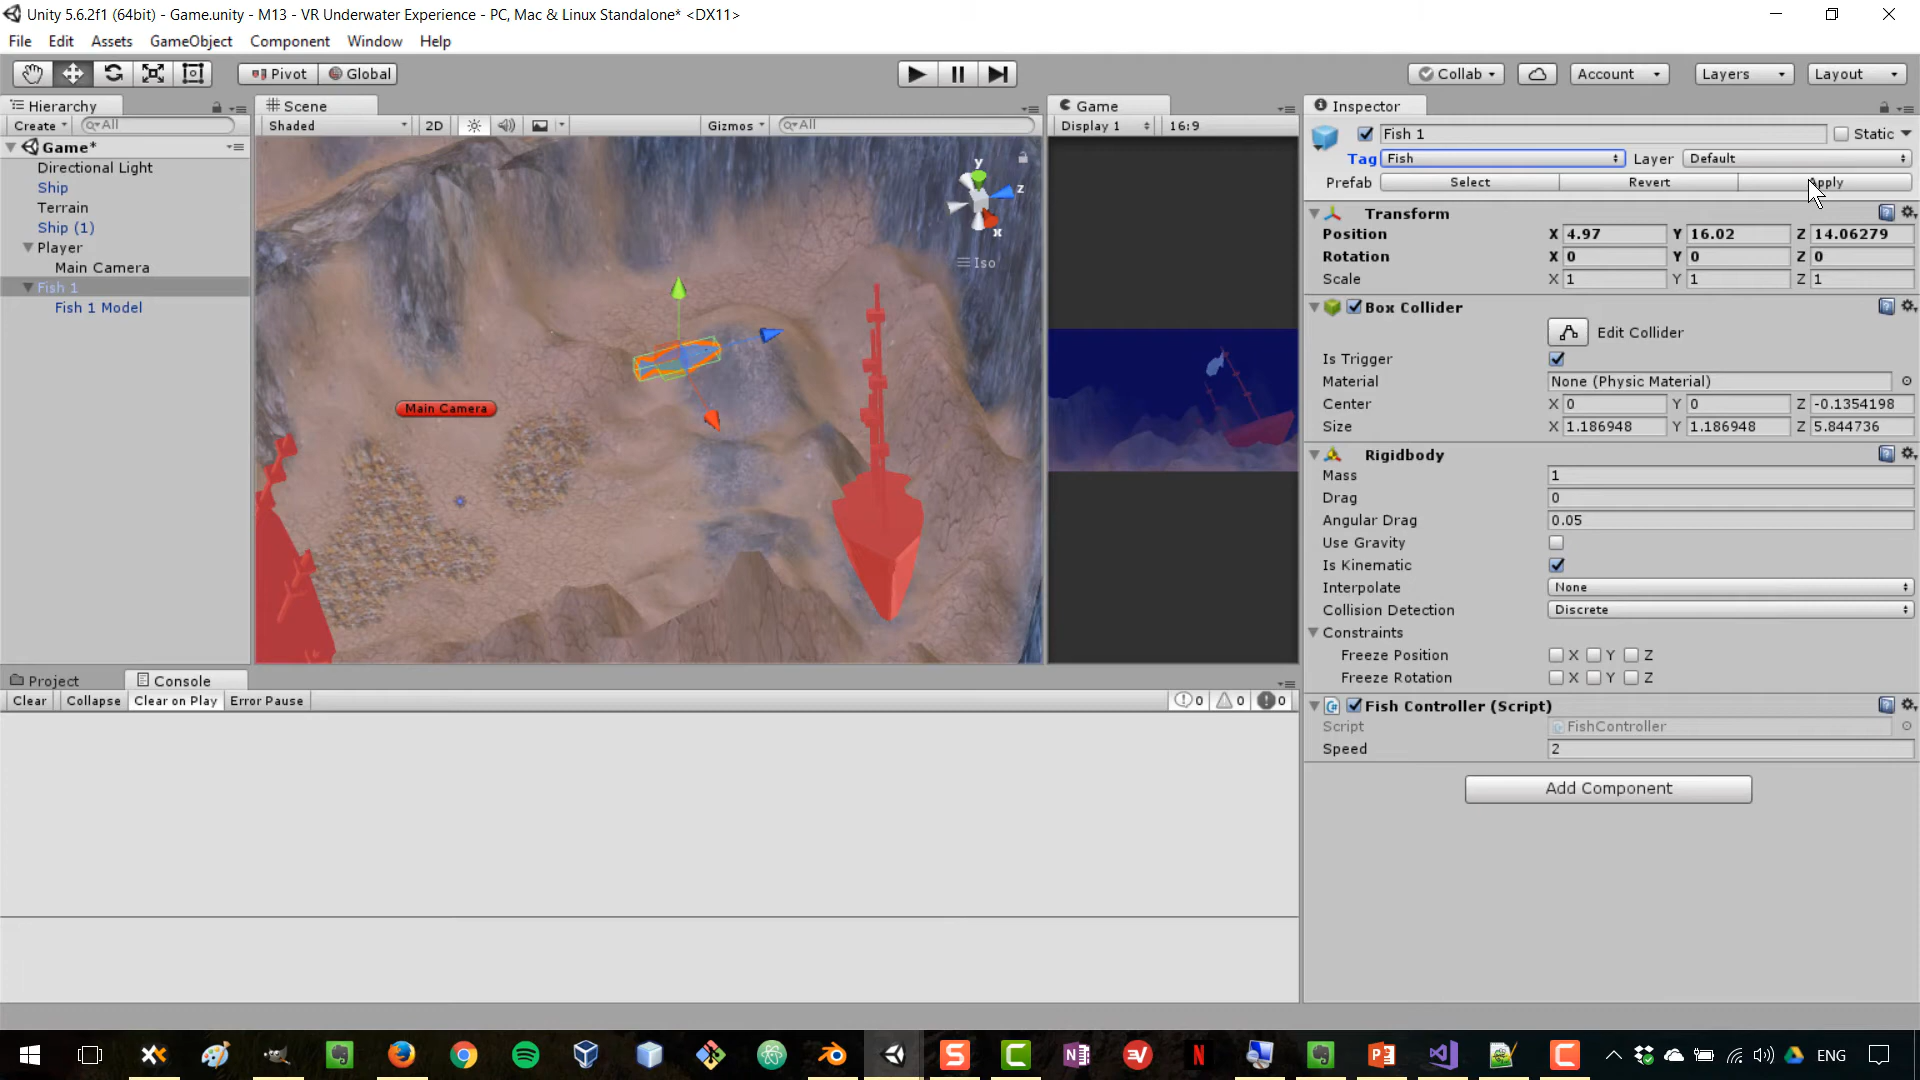 Unity 5.6.2f1 (64bit) - Game.unity - M13 - VR Underwater Experience - PC, Mac & Linux Standalone* <DX11>
File Edit Assets GameObject Component Window Help
Pivot Global Collab Account Layers Layout
Hierarchy
Create All
Game*
Directional Light
Ship
Terrain
Ship (1)
Player
Main Camera
Fish 1
Fish 1 Model
Scene
Shaded 2D Gizmos All
y
z
x
Iso
Main Camera
Game
Display 1 16:9
Inspector
Fish 1 Static
Tag Fish Layer Default
Prefab Select Revert Apply
Transform
Position X 4.97 Y 16.02 Z 14.06279
Rotation X 0 Y 0 Z 0
Scale X 1 Y 1 Z 1
Box Collider
Edit Collider
Is Trigger
Material None (Physic Material)
Center X 0 Y 0 Z -0.1354198
Size X 1.186948 Y 1.186948 Z 5.844736
Rigidbody
Mass 1
Drag 0
Angular Drag 0.05
Use Gravity
Is Kinematic
Interpolate None
Collision Detection Discrete
Constraints
Freeze Position X Y Z
Freeze Rotation X Y Z
Fish Controller (Script)
Script FishController
Speed 2
Add Component
Project Console
Clear Collapse Clear on Play Error Pause 0 0 0
ENG